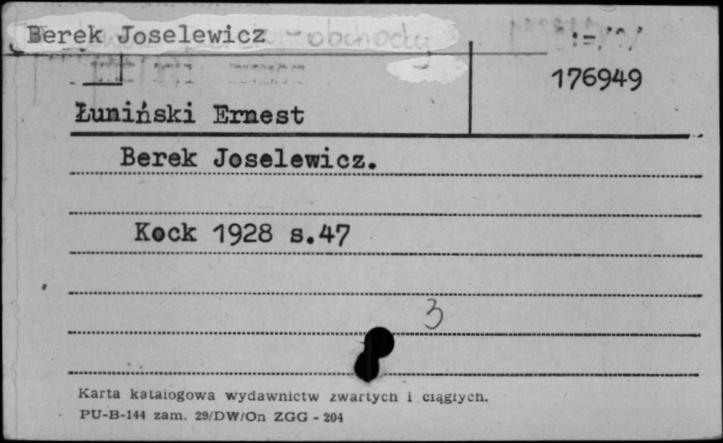 Berek Joselewicz
- obchody
176949
Łuniński Ernest
Berek Joselewicz.
Kock 1928 s.47
3
Karta katalogowa wydawnictw zwartych i ciągłych.
PU-B-144 zam. 29/DW/On ZGG - 204